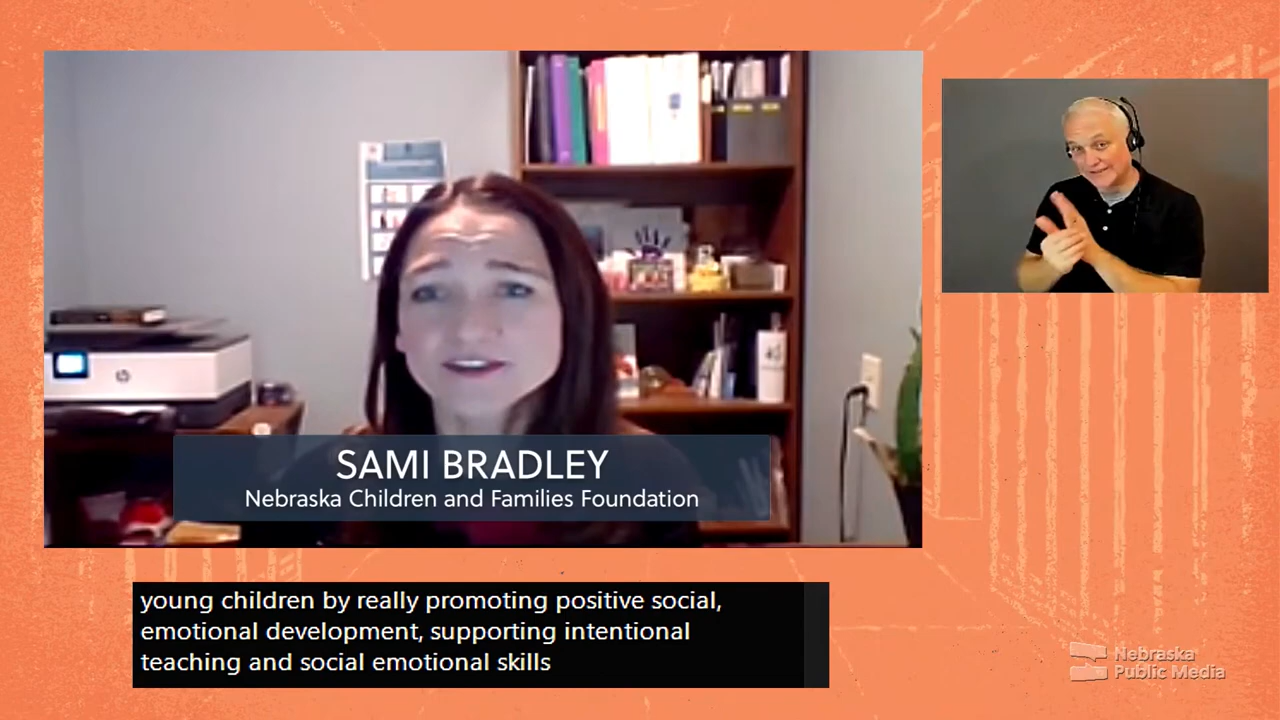 SAMI BRADLEY
Nebraska Children and Families Foundation
young children by really promoting positive social,
emotional development, supporting intentional
teaching and social emotional skills
Nebraska
Public Media
hp